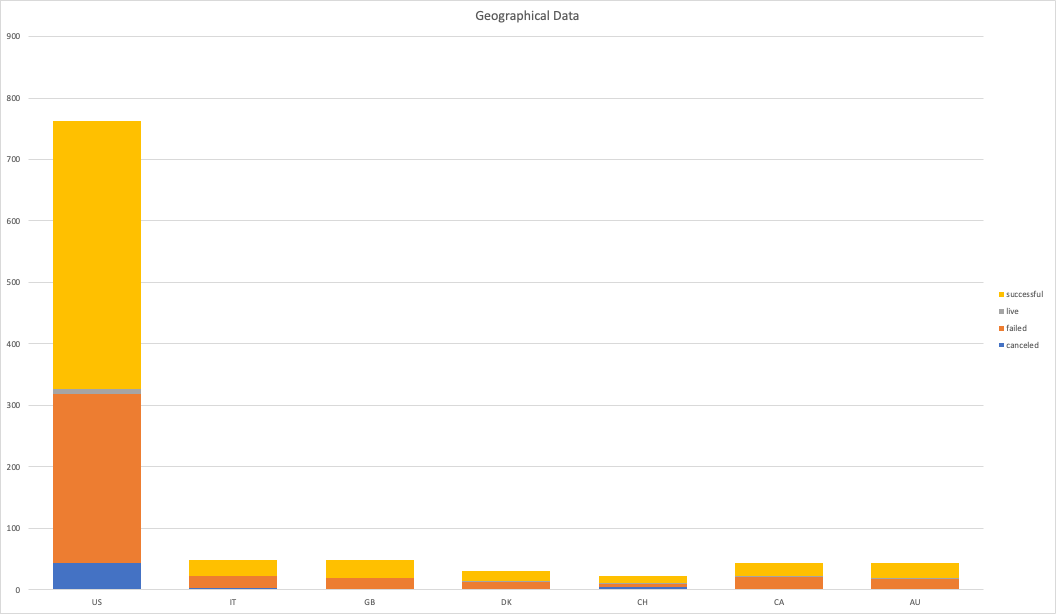 Geographical Data
900
800
700
600
500
400
300
200
100
0
US IT GB DK CH CA AU
successful
live
failed
canceled